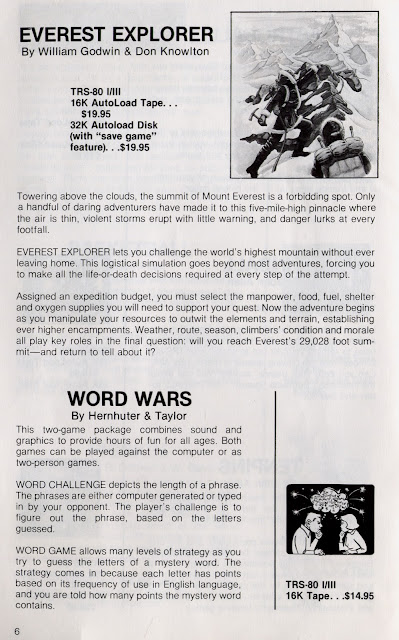 EVEREST EXPLORER
By William Godwin & Don Knowlton
TRS-80 I/III
16K AutoLoad Tape. . .
$19.95
32K Autoload Disk
(with "save game"
feature). . .$19.95
Towering above the clouds, the summit of Mount Everest is a forbidding spot. Only
a handful of daring adventurers have made it to this five-mile-high pinnacle where
the air is thin, violent storms erupt with little warning, and danger lurks at every
footfall.
EVEREST EXPLORER lets you challenge the world's highest mountain without ever
leaving home. This logistical simulation goes beyond most adventures, forcing you
to make all the life-or-death decisions required at every step of the attempt.
Assigned an expedition budget, you must select the manpower, food, fuel, shelter
and oxygen supplies you will need to support your quest. Now the adventure begins
as you manipulate your resources to outwit the elements and terrain, establishing
ever higher encampments. Weather, route, season, climbers' condition and morale
all play key roles in the final question: will you reach Everest's 29,028 foot sum-
mit—and return to tell about it?
WORD WARS
By Hernhuter & Taylor
This two-game package combines sound and
graphics to provide hours of fun for all ages. Both
games can be played against the computer or as
two-person games.
WORD CHALLENGE depicts the length of a phrase.
The phrases are either computer generated or typed
in by your opponent. The player's challenge is to
figure out the phrase, based on the letters
guessed.
WORD GAME allows many levels of strategy as you
try to guess the letters of a mystery word. The
strategy comes in because each letter has points
based on its frequency of use in English language,
and you are told how many points the mystery word
contains.
TRS-80 I/III
16K Tape. . .$14.95
6